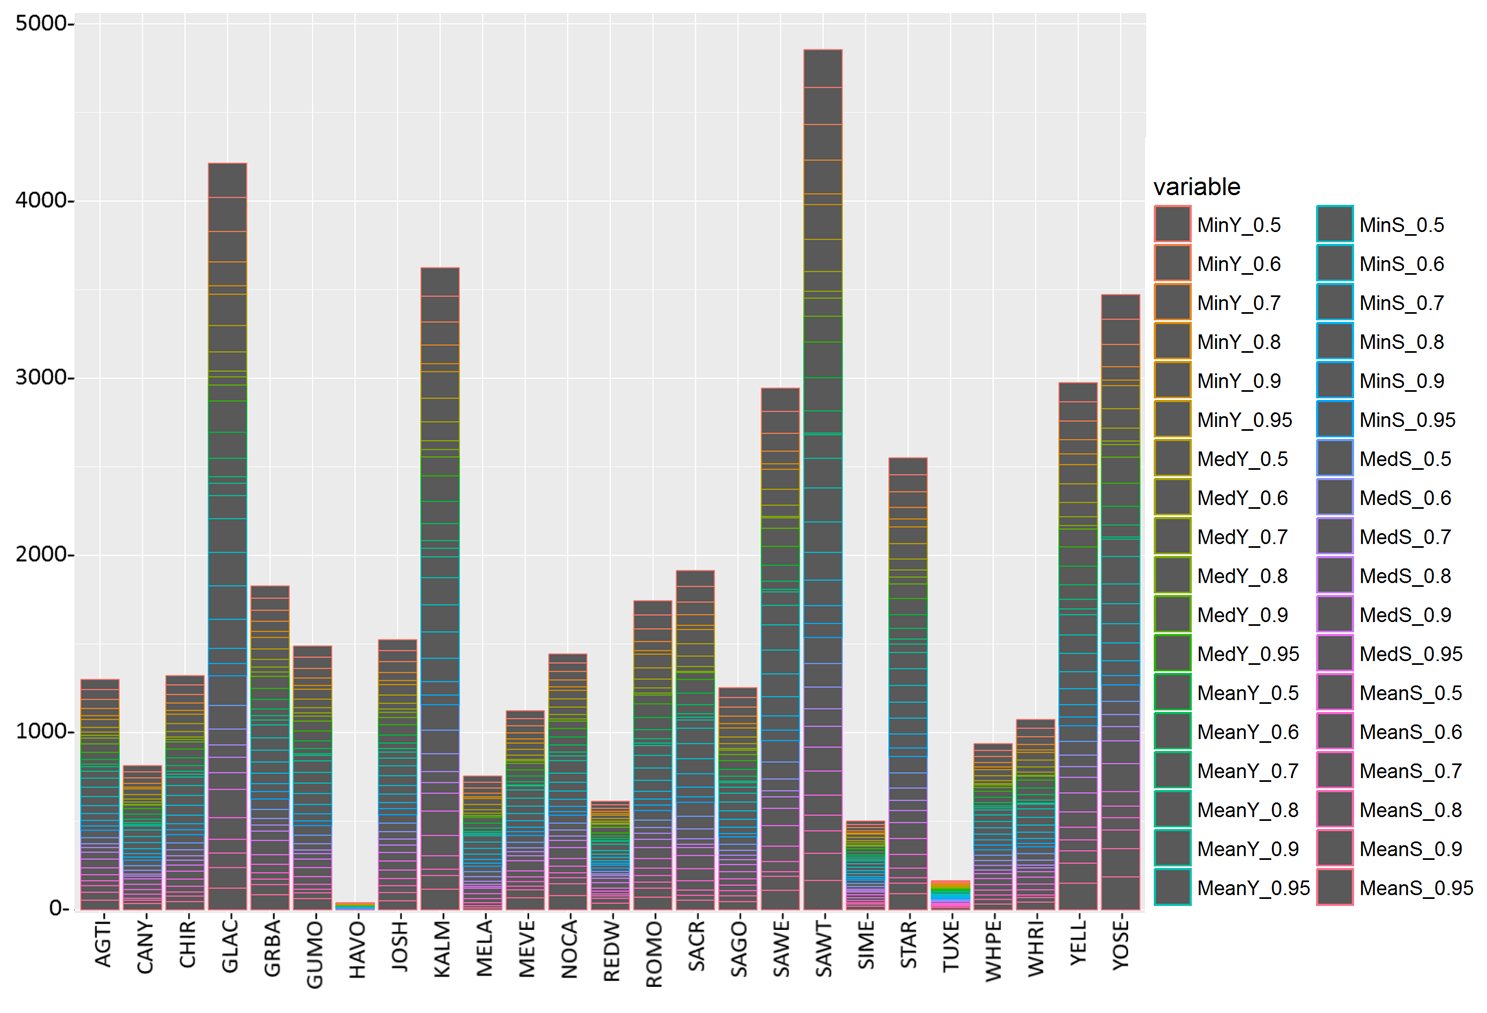 5000
4000
3000
2000
1000
0
AGTI
CANY
CHIR
GLAC
GRBA
GUMO
HAVO
JOSH
KALM
MELA
MEVE
NOCA
REDW
ROMO
SACR
SAGO
SAWE
SAWT
SIME
STAR
TUXE
WHPE
WHRI
YELL
YOSE
variable
MinY_0.5
MinY_0.6
MinY_0.7
MinY_0.8
MinY_0.9
MinY_0.95
MedY_0.5
MedY_0.6
MedY_0.7
MedY_0.8
MedY_0.9
MedY_0.95
MeanY_0.5
MeanY_0.6
MeanY_0.7
MeanY_0.8
MeanY_0.9
MeanY_0.95
MinS_0.5
MinS_0.6
MinS_0.7
MinS_0.8
MinS_0.9
MinS_0.95
MedS_0.5
MedS_0.6
MedS_0.7
MedS_0.8
MedS_0.9
MedS_0.95
MeanS_0.5
MeanS_0.6
MeanS_0.7
MeanS_0.8
MeanS_0.9
MeanS_0.95